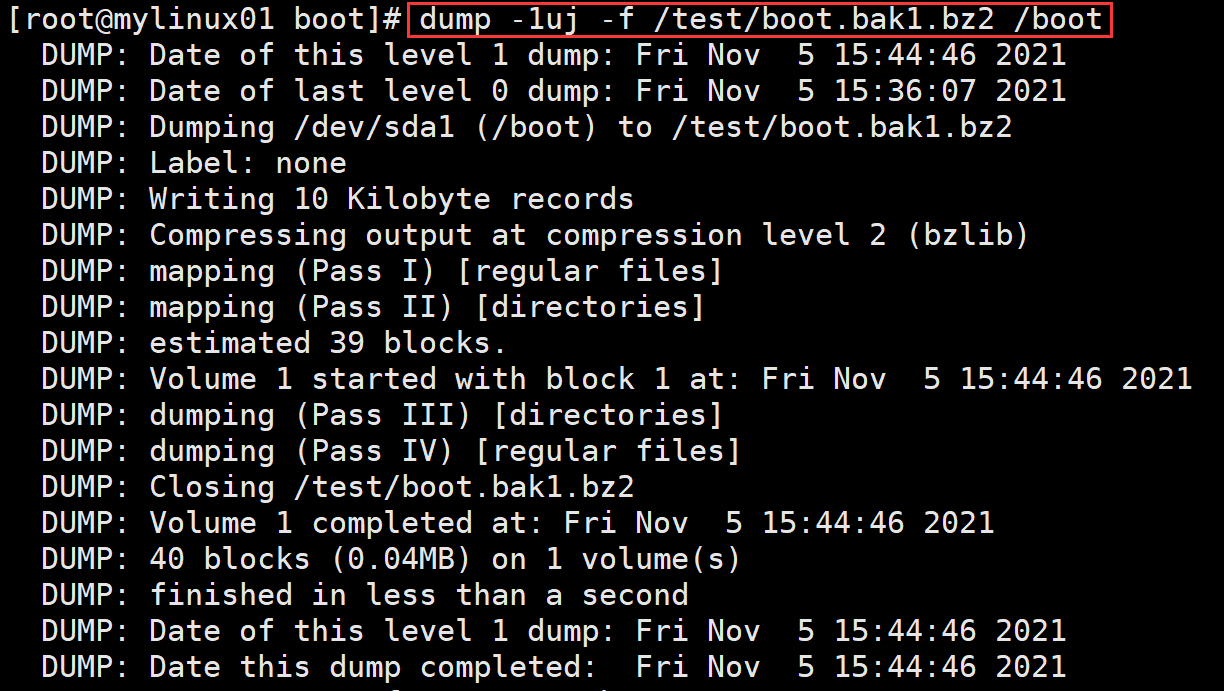 [root@mylinux01 boot]# dump -1uj -f /test/boot.bak1.bz2 /boot
  DUMP: Date of this level 1 dump: Fri Nov  5 15:44:46 2021
  DUMP: Date of last level 0 dump: Fri Nov  5 15:36:07 2021
  DUMP: Dumping /dev/sda1 (/boot) to /test/boot.bak1.bz2
  DUMP: Label: none
  DUMP: Writing 10 Kilobyte records
  DUMP: Compressing output at compression level 2 (bzlib)
  DUMP: mapping (Pass I) [regular files]
  DUMP: mapping (Pass II) [directories]
  DUMP: estimated 39 blocks.
  DUMP: Volume 1 started with block 1 at: Fri Nov  5 15:44:46 2021
  DUMP: dumping (Pass III) [directories]
  DUMP: dumping (Pass IV) [regular files]
  DUMP: Closing /test/boot.bak1.bz2
  DUMP: Volume 1 completed at: Fri Nov  5 15:44:46 2021
  DUMP: 40 blocks (0.04MB) on 1 volume(s)
  DUMP: finished in less than a second
  DUMP: Date of this level 1 dump: Fri Nov  5 15:44:46 2021
  DUMP: Date this dump completed:  Fri Nov  5 15:44:46 2021